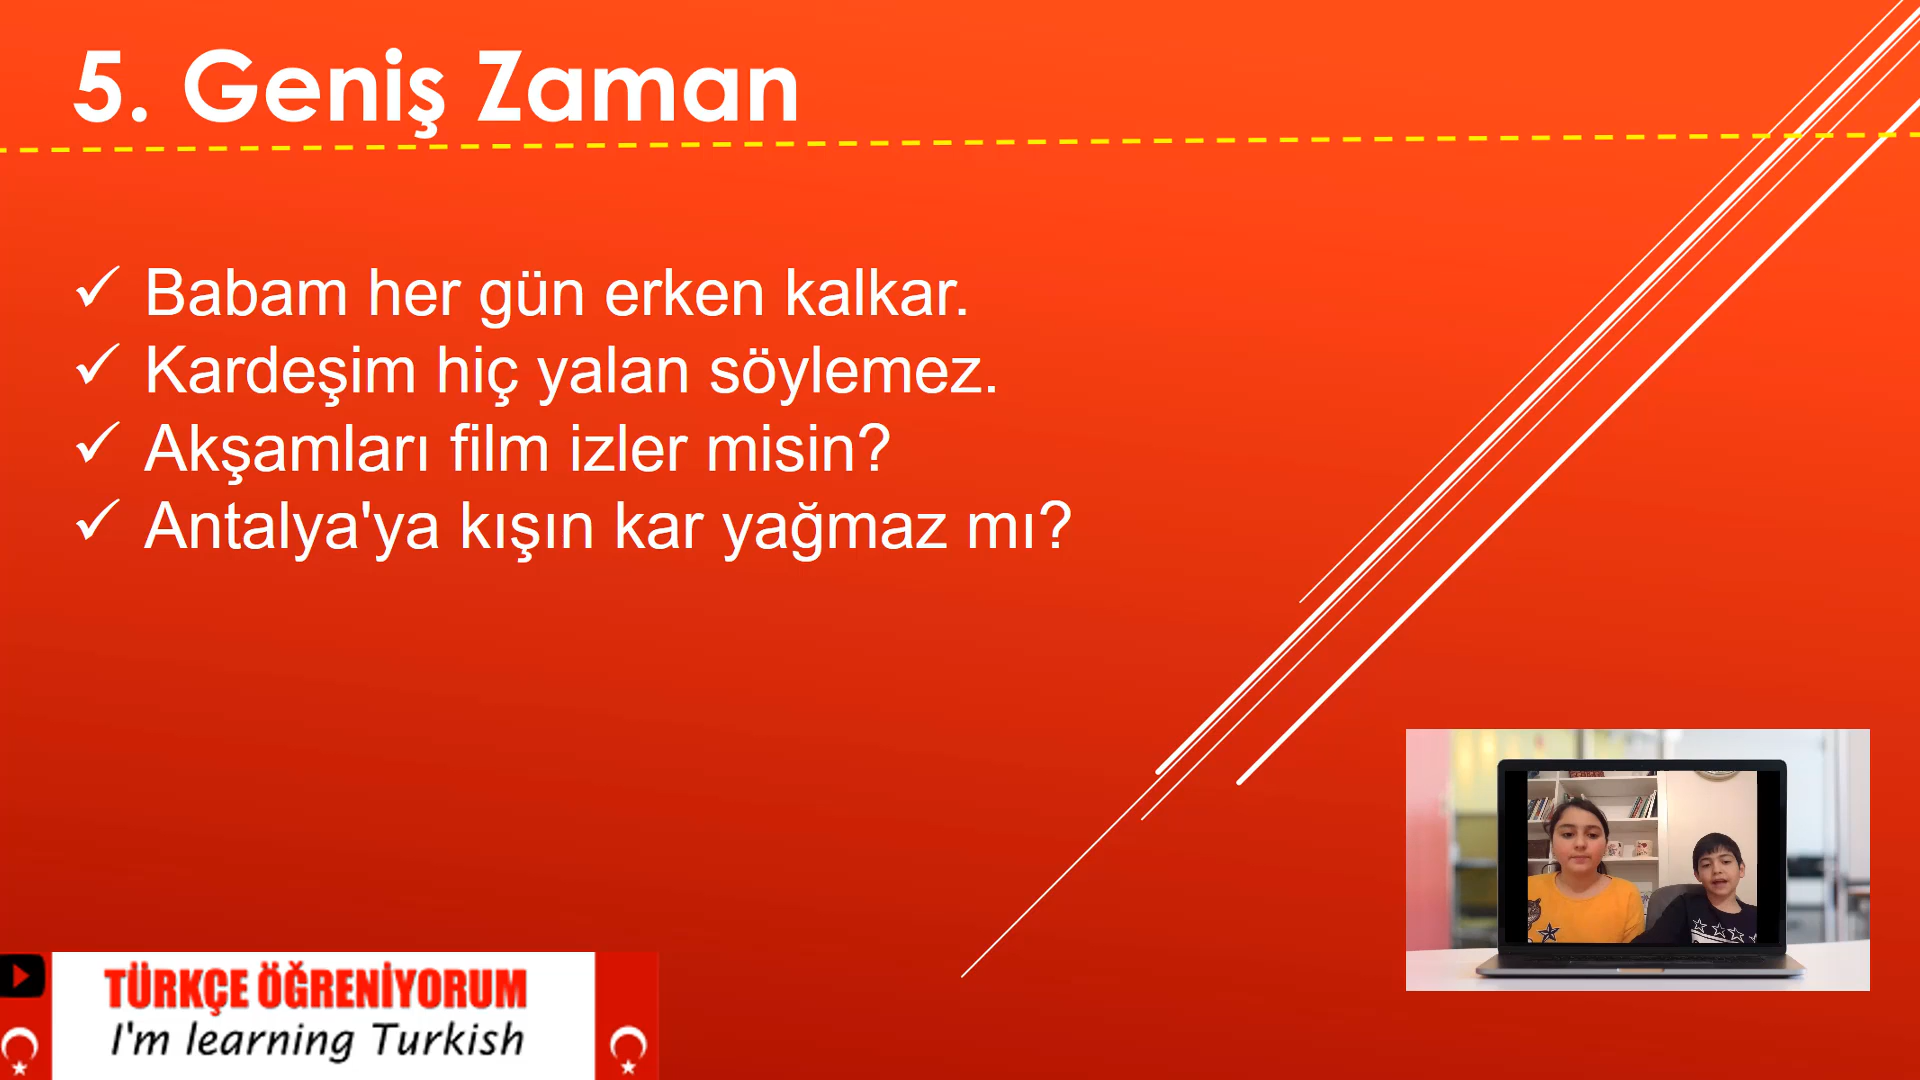 5. Geniş Zaman
Babam her gün erken kalkar.
Kardeşim hiç yalan söylemez.
Akşamları film izler misin?
Antalya'ya kışın kar yağmaz mı?
TÜRKÇE ÖĞRENİYORUM
I'm learning Turkish